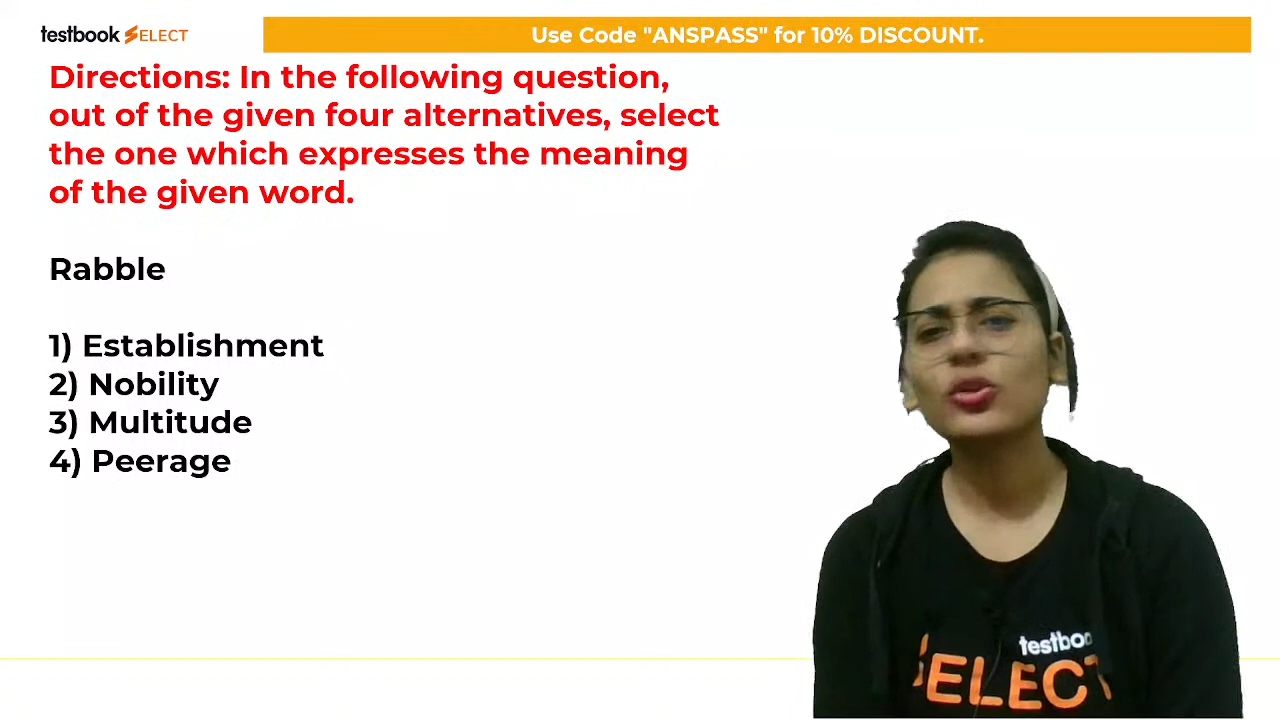 testbook SELECT
Use Code "ANSPASS" for 10% DISCOUNT.
Directions: In the following question,
out of the given four alternatives, select
the one which expresses the meaning
of the given word.
Rabble
1) Establishment
2) Nobility
3) Multitude
4) Peerage
testboo
SELECT